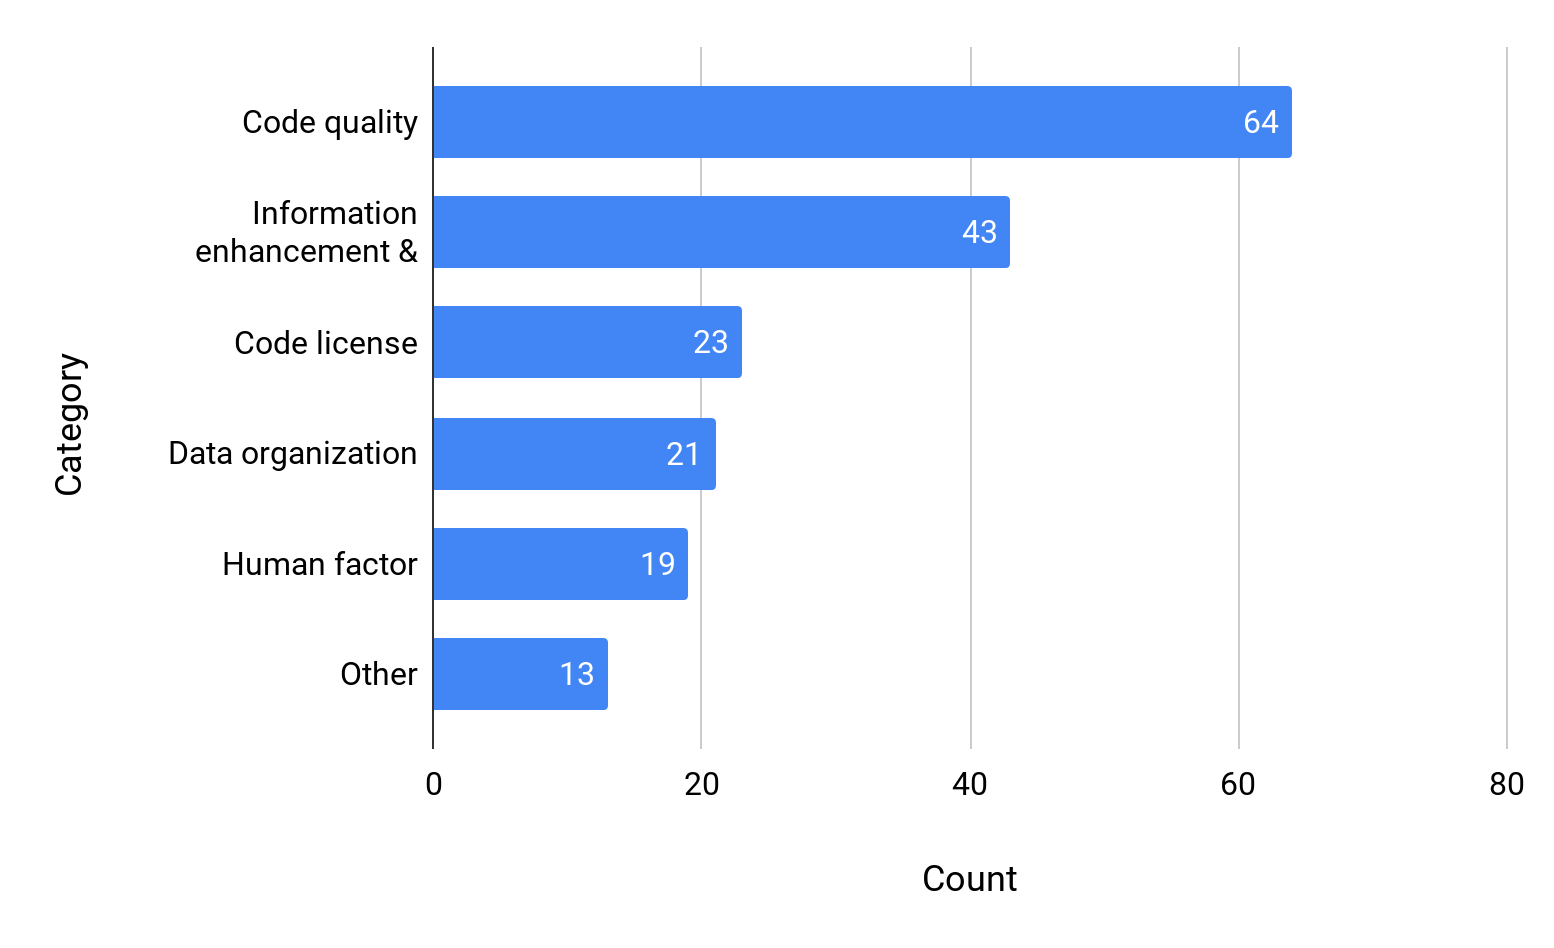 Category
Code quality
64
Information
enhancement &
43
Code license
23
Data organization
21
Human factor
19
Other
13
0 20 40 60 80
Count